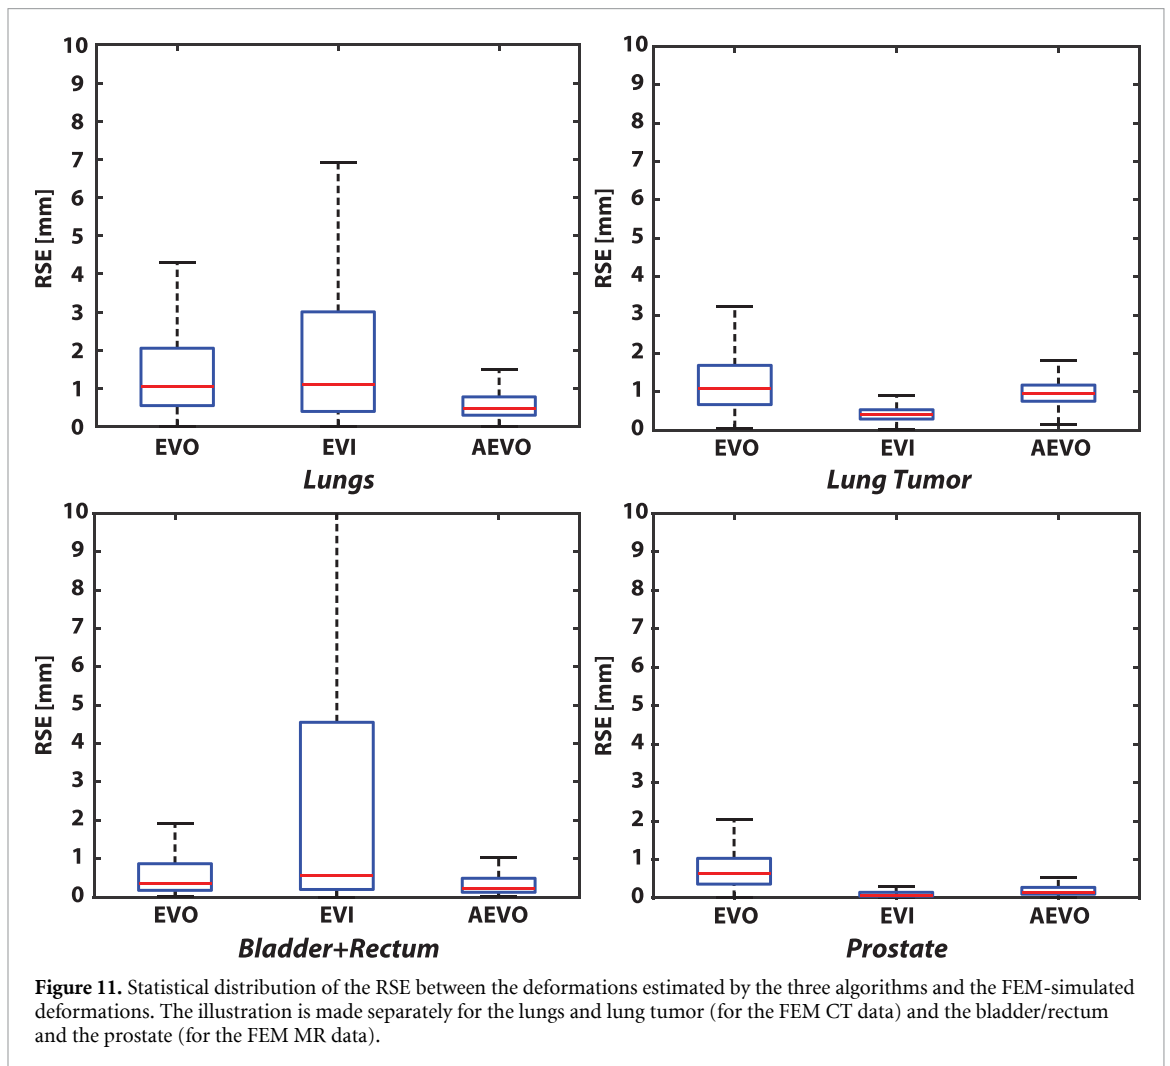 10
9
8
7
6
5
4
3
2
1
0
RSE [mm]
EVO EVI AEVO
Lungs
10
9
8
7
6
5
4
3
2
1
0
RSE [mm]
EVO EVI AEVO
Lung Tumor
10
9
8
7
6
5
4
3
2
1
0
RSE [mm]
EVO EVI AEVO
Bladder+Rectum
10
9
8
7
6
5
4
3
2
1
0
RSE [mm]
EVO EVI AEVO
Prostate
Figure 11. Statistical distribution of the RSE between the deformations estimated by the three algorithms and the FEM-simulated
deformations. The illustration is made separately for the lungs and lung tumor (for the FEM CT data) and the bladder/rectum
and the prostate (for the FEM MR data).